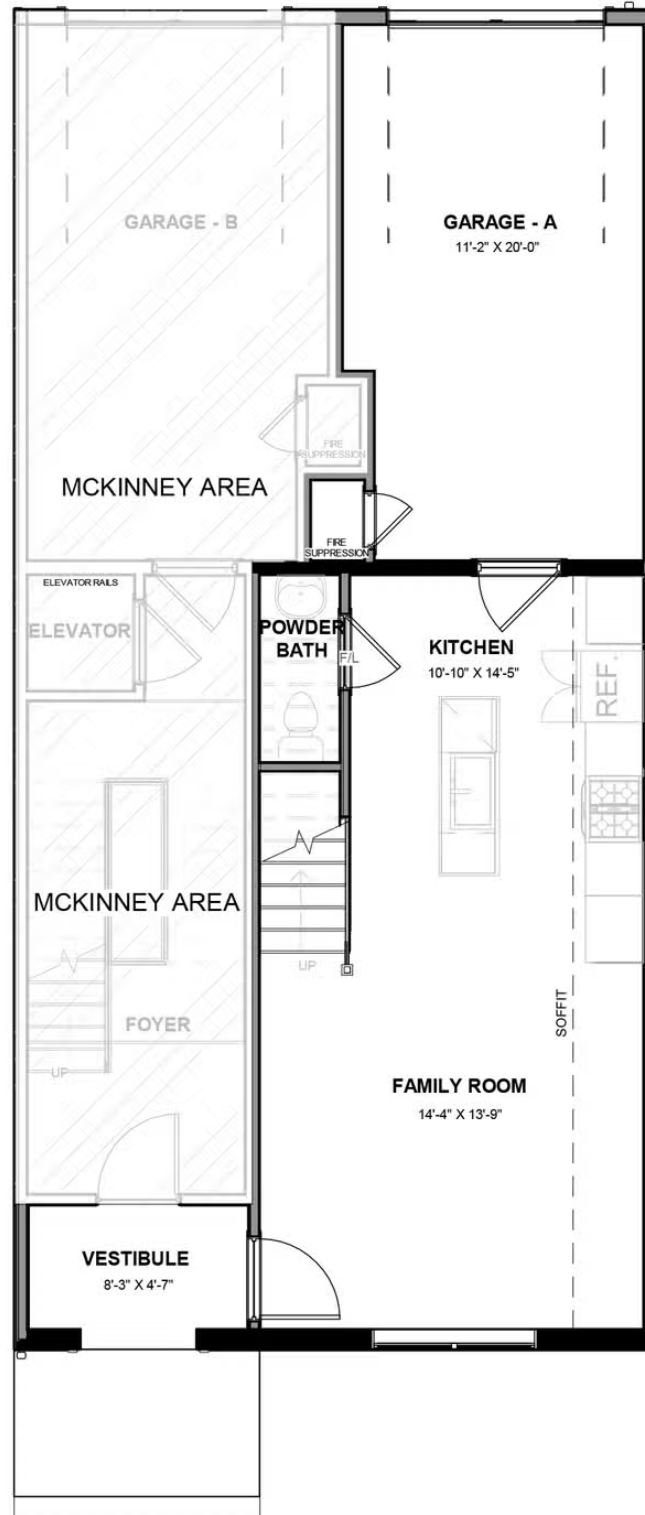 GARAGE - B
GARAGE - A
11'-2" X 20'-0"
FIRE
SUPPRESSION
MCKINNEY AREA
FIRE
SUPPRESSION
ELEVATOR RAILS
ELEVATOR
POWDER
BATH
F/L
KITCHEN
10'-10" X 14'-5"
REF.
MCKINNEY AREA
UP
SOFFIT
FOYER
UP
FAMILY ROOM
14'-4" X 13'-9"
VESTIBULE
8'-3" X 4'-7"